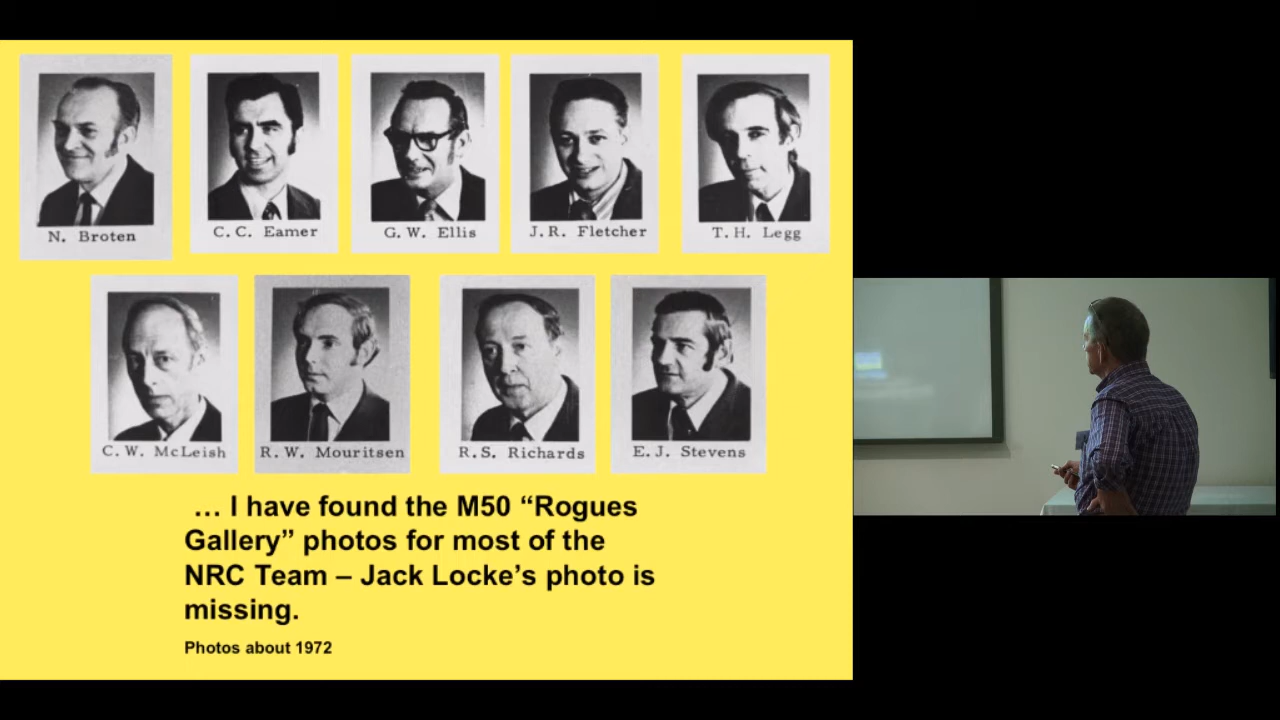 N. Broten
C. C. Eamer
G. W. Ellis
J. R. Fletcher
T. H. Legg
C. W. McLeish
R. W. Mouritsen
R. S. Richards
E. J. Stevens
… I have found the M50 “Rogues
Gallery” photos for most of the
NRC Team – Jack Locke’s photo is
missing.
Photos about 1972